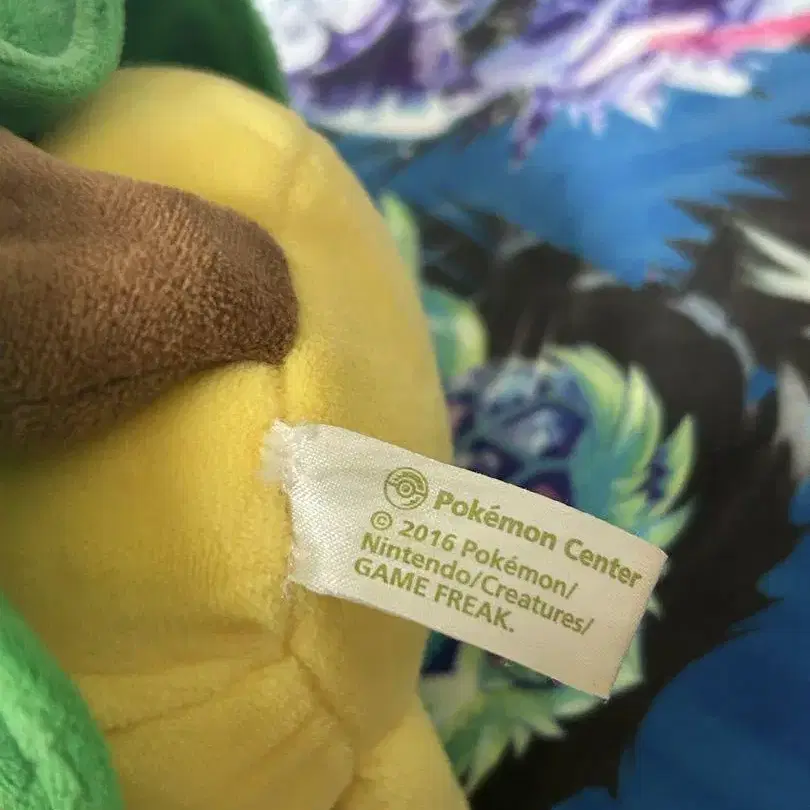 Pokémon Center
© 2016 Pokémon/
Nintendo/Creatures/
GAME FREAK.